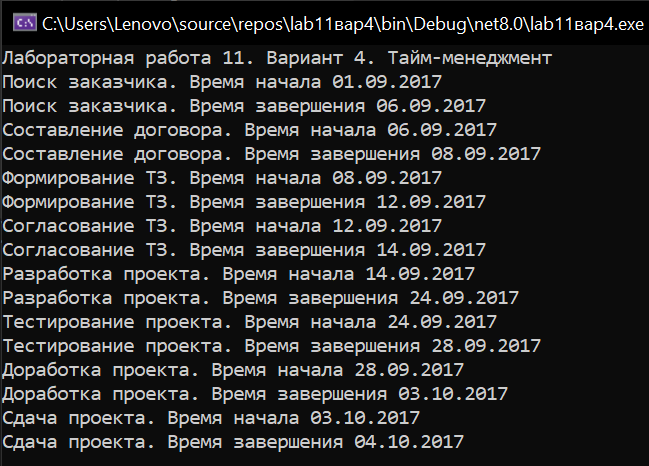 C:\Users\Lenovo\source\repos\lab11вар4\bin\Debug\net8.0\lab11вар4.exe
Лабораторная работа 11. Вариант 4. Тайм-менеджмент
Поиск заказчика. Время начала 01.09.2017
Поиск заказчика. Время завершения 06.09.2017
Составление договора. Время начала 06.09.2017
Составление договора. Время завершения 08.09.2017
Формирование ТЗ. Время начала 08.09.2017
Формирование ТЗ. Время завершения 12.09.2017
Согласование ТЗ. Время начала 12.09.2017
Согласование ТЗ. Время завершения 14.09.2017
Разработка проекта. Время начала 14.09.2017
Разработка проекта. Время завершения 24.09.2017
Тестирование проекта. Время начала 24.09.2017
Тестирование проекта. Время завершения 28.09.2017
Доработка проекта. Время начала 28.09.2017
Доработка проекта. Время завершения 03.10.2017
Сдача проекта. Время начала 03.10.2017
Сдача проекта. Время завершения 04.10.2017